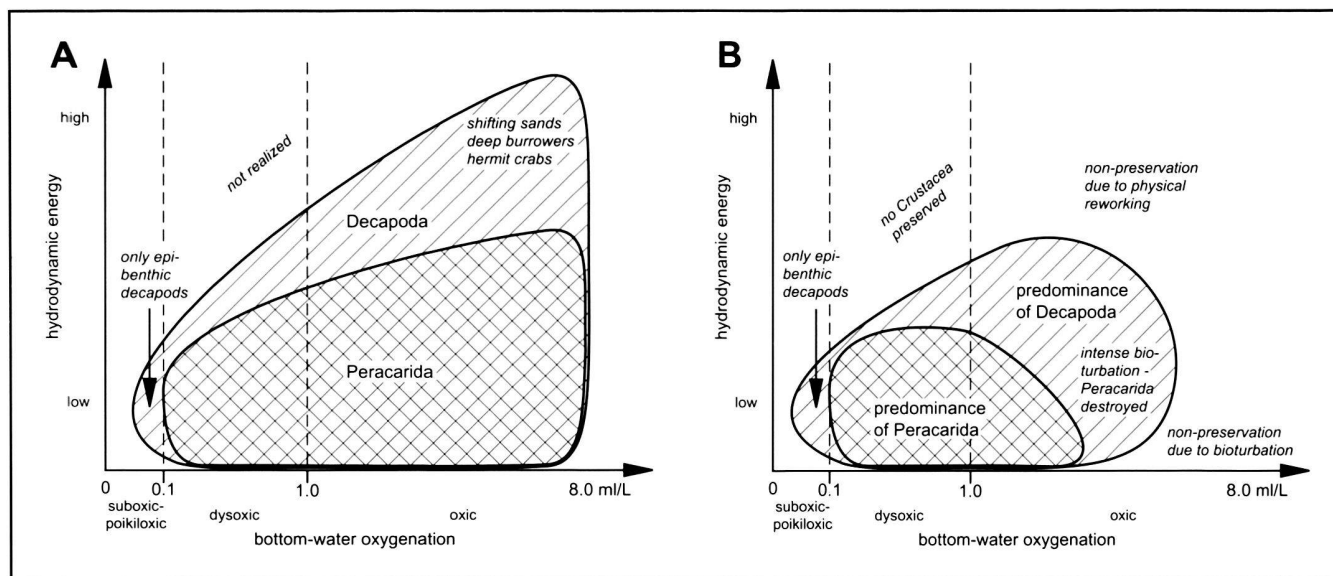 A
high
hydrodynamic energy
low
not realized
shifting sands
deep burrowers
hermit crabs
Decapoda
only epi-
benthic
decapods
Peracarida
0
0.1
1.0
8.0 ml/L
suboxic-
poikiloxic
dysoxic
oxic
bottom-water oxygenation
B
high
hydrodynamic energy
low
no Crustacea
preserved
non-preservation
due to physical
reworking
only epi-
benthic
decapods
predominance
of Decapoda
intense bio-
turbation -
Peracarida
destroyed
predominance
of Peracarida
non-preservation
due to bioturbation
0
0.1
1.0
8.0 ml/L
suboxic-
poikiloxic
dysoxic
oxic
bottom-water oxygenation